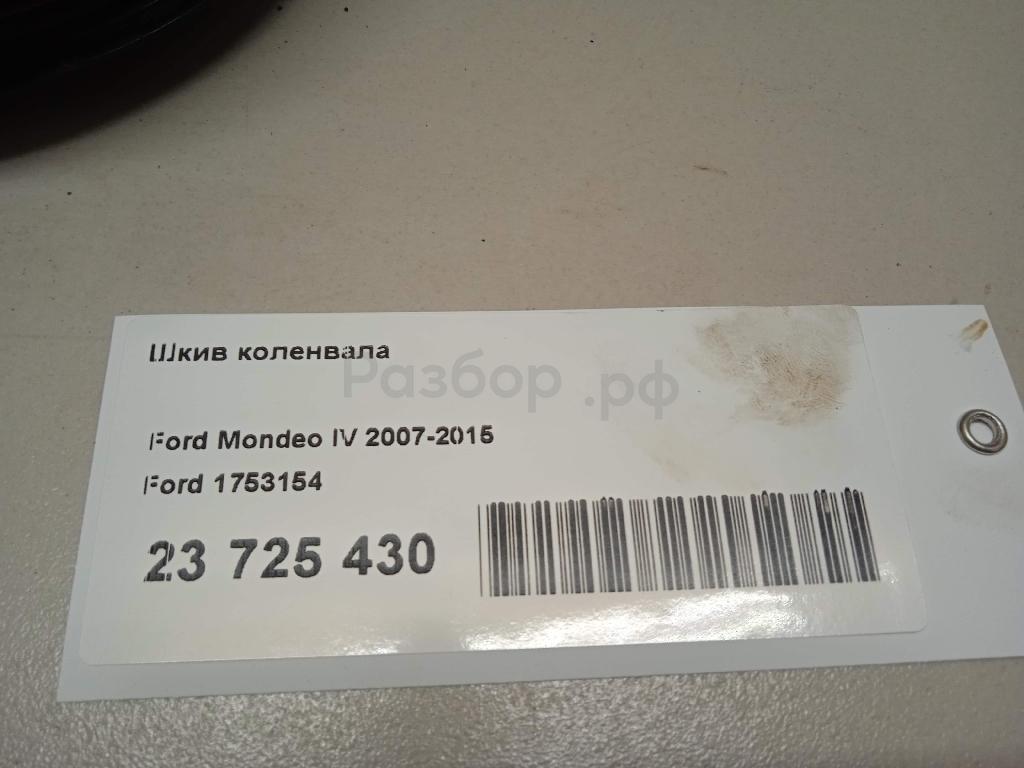 Шкив коленвала
Разбор.рф
Ford Mondeo IV 2007-2015
Ford 1753154
23 725 430